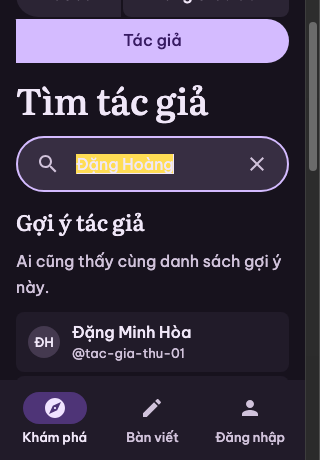 Tác giả
Tìm tác giả
Đặng Hoàng
Gợi ý tác giả
Ai cũng thấy cùng danh sách gợi ý
này.
ĐH
Đặng Minh Hòa
@tac-gia-thu-01
Khám phá
Bàn viết
Đăng nhập